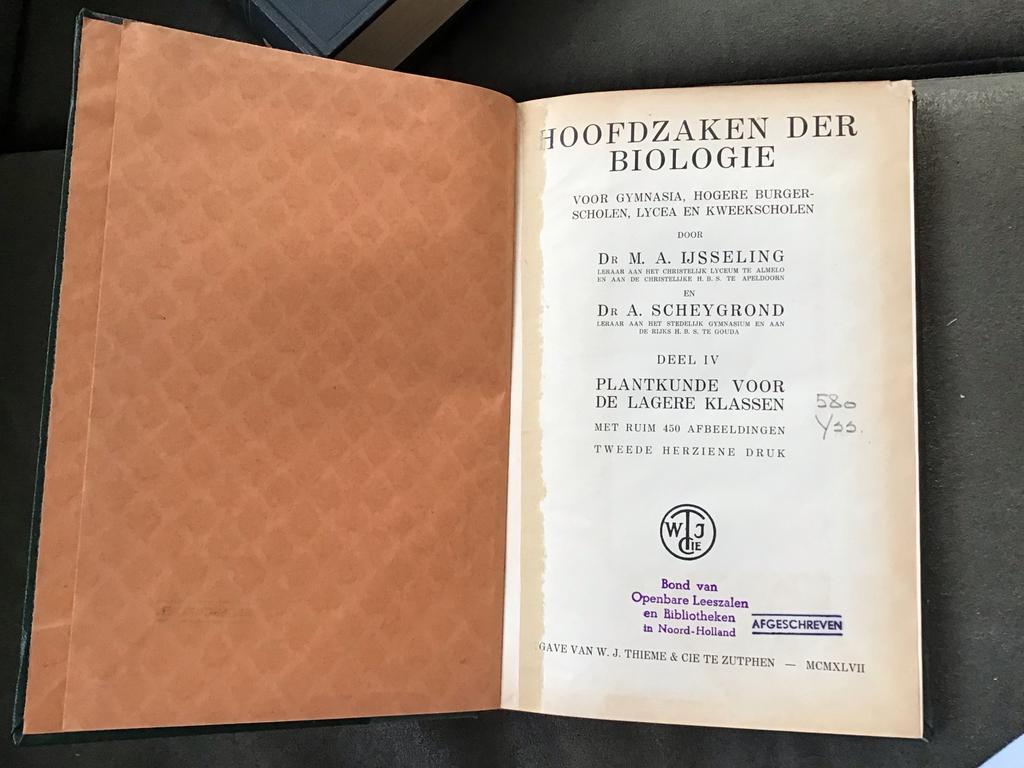 HOOFDZAKEN DER
BIOLOGIE
VOOR GYMNASIA, HOGERE BURGER-
SCHOLEN, LYCEA EN KWEEKSCHOLEN
DOOR
DR M. A. IJSSELING
LERAAR AAN HET CHRISTELIJK LYCEUM TE ALMELO
EN AAN DE CHRISTELIJKE H. B. S. TE APELDOORN
EN
DR A. SCHEYGROND
LERAAR AAN HET STEDELIJK GYMNASIUM EN AAN
DE RIJKS H. B. S. TE GOUDA
DEEL IV
PLANTKUNDE VOOR
DE LAGERE KLASSEN
580
Yss.
MET RUIM 450 AFBEELDINGEN
TWEEDE HERZIENE DRUK
W T J
CIE
Bond van
Openbare Leeszalen
en Bibliotheken
in Noord-Holland
AFGESCHREVEN
GAVE VAN W. J. THIEME & CIE TE ZUTPHEN — MCMXLVII